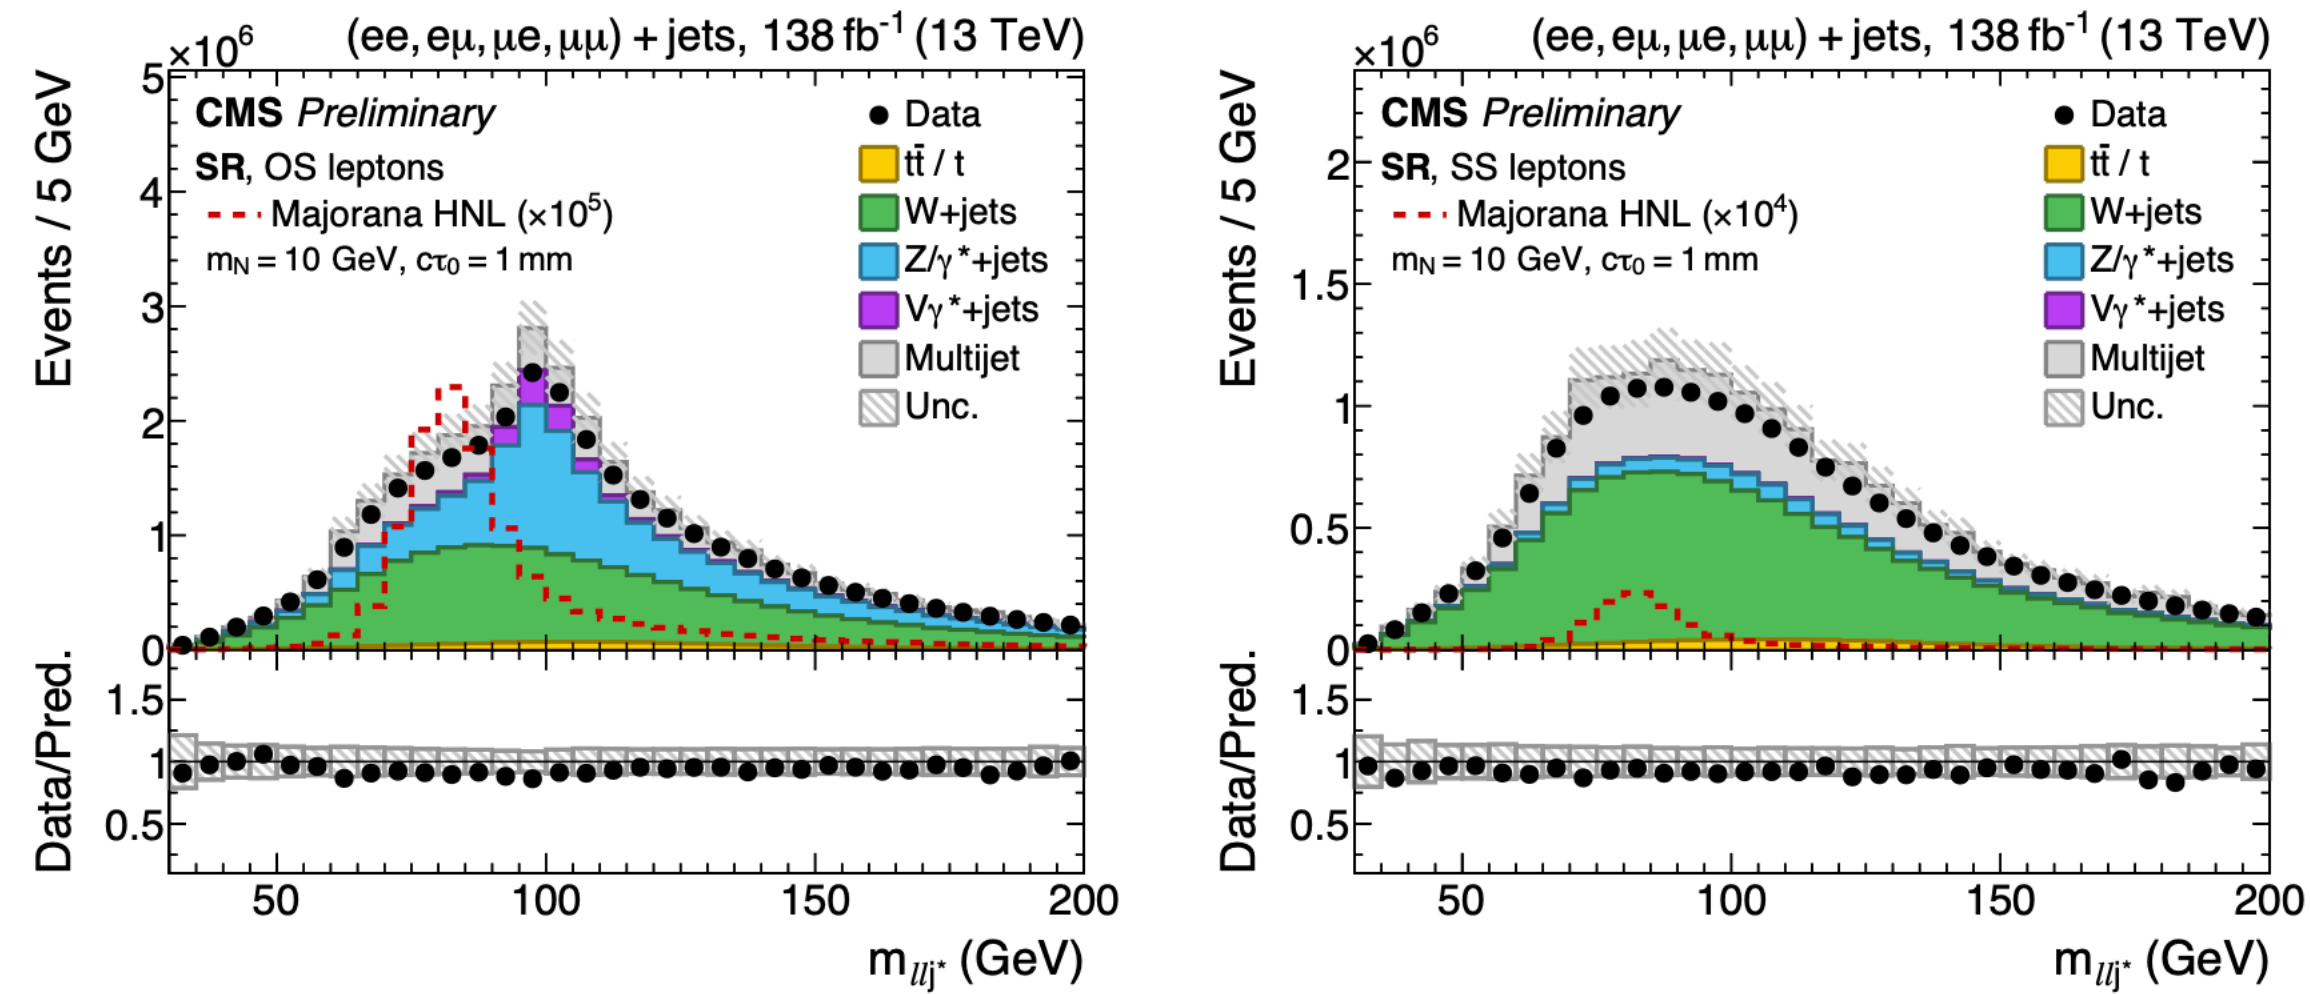 ×10⁶ (ee, eμ, μe, μμ) + jets, 138 fb⁻¹ (13 TeV)
Events / 5 GeV
5
4
3
2
1
0
CMS Preliminary
SR, OS leptons
Majorana HNL (×10⁵)
m_N = 10 GeV, cτ₀ = 1 mm
Data
tt̄ / t
W+jets
Z/γ*+jets
Vγ*+jets
Multijet
Unc.
Data/Pred.
1.5
1
0.5
50 100 150 200
m_llj* (GeV)
×10⁶ (ee, eμ, μe, μμ) + jets, 138 fb⁻¹ (13 TeV)
Events / 5 GeV
2
1.5
1
0.5
0
CMS Preliminary
SR, SS leptons
Majorana HNL (×10⁴)
m_N = 10 GeV, cτ₀ = 1 mm
Data
tt̄ / t
W+jets
Z/γ*+jets
Vγ*+jets
Multijet
Unc.
Data/Pred.
1.5
1
0.5
50 100 150 200
m_llj* (GeV)